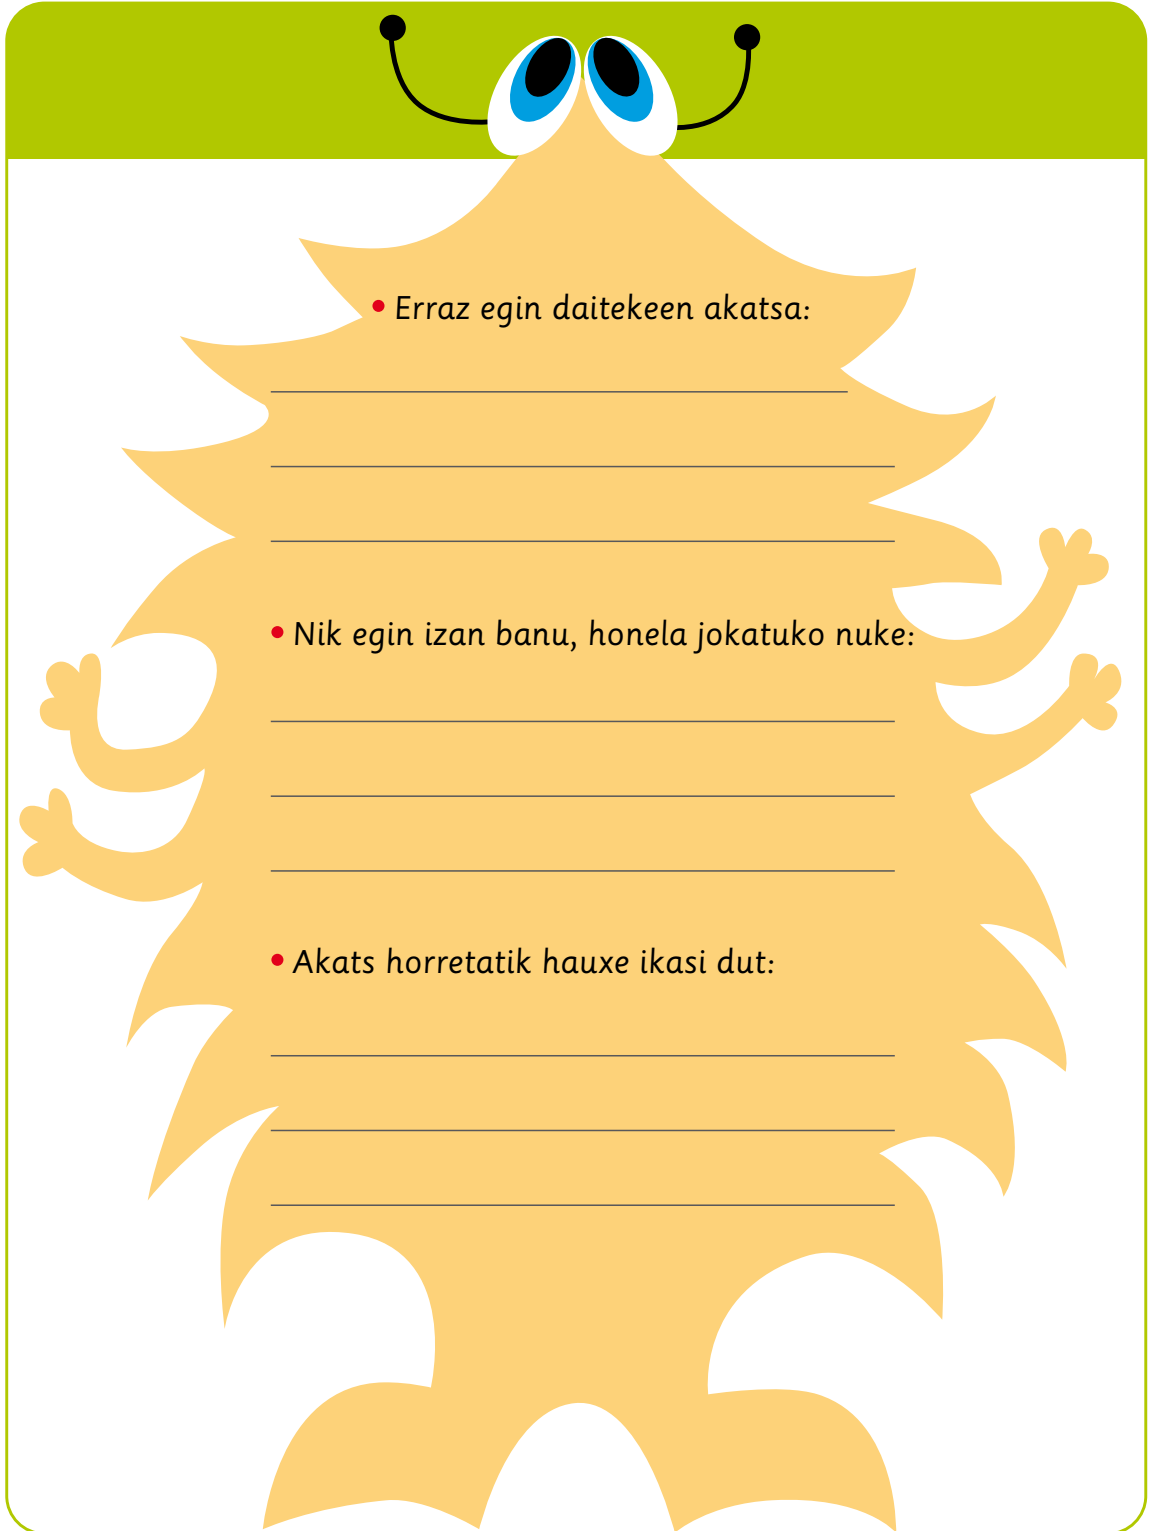 • Erraz egin daitekeen akatsa:
• Nik egin izan banu, honela jokatuko nuke:
• Akats horretatik hauxe ikasi dut: